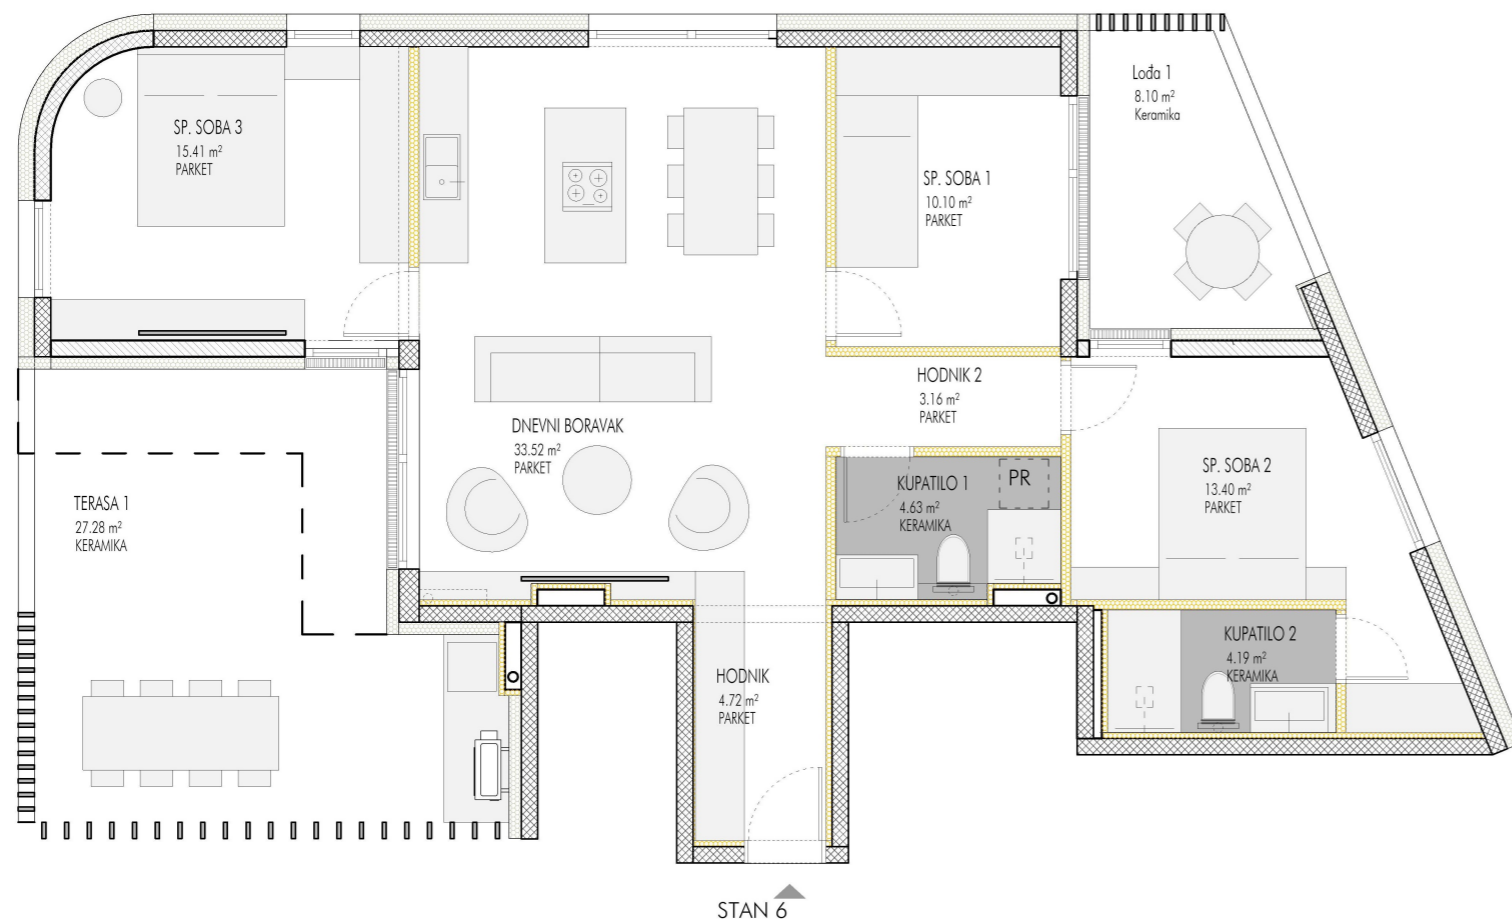 SP. SOBA 3
15.41 m²
PARKET
Lođa 1
8.10 m²
Keramika
SP. SOBA 1
10.10 m²
PARKET
HODNIK 2
3.16 m²
PARKET
DNEVNI BORAVAK
33.52 m²
PARKET
TERASA 1
27.28 m²
KERAMIKA
KUPATILO 1
4.63 m²
KERAMIKA
PR
SP. SOBA 2
13.40 m²
PARKET
KUPATILO 2
4.19 m²
KERAMIKA
HODNIK
4.72 m²
PARKET
STAN 6